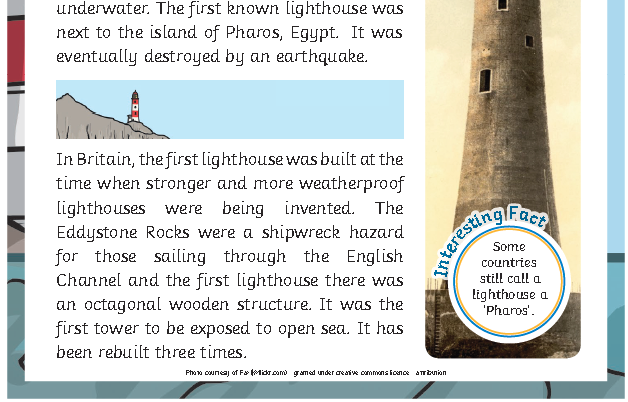 underwater. The first known lighthouse was
next to the island of Pharos, Egypt. It was
eventually destroyed by an earthquake.
In Britain, the first lighthouse was built at the
time when stronger and more weatherproof
lighthouses were being invented. The
Eddystone Rocks were a shipwreck hazard
for those sailing through the English
Channel and the first lighthouse there was
an octagonal wooden structure. It was the
first tower to be exposed to open sea. It has
been rebuilt three times.
Interesting Fact
Some
countries
still call a
lighthouse a
'Pharos'.
Photo courtesy of (@flickr.com) - granted under creative commons licence - attribution